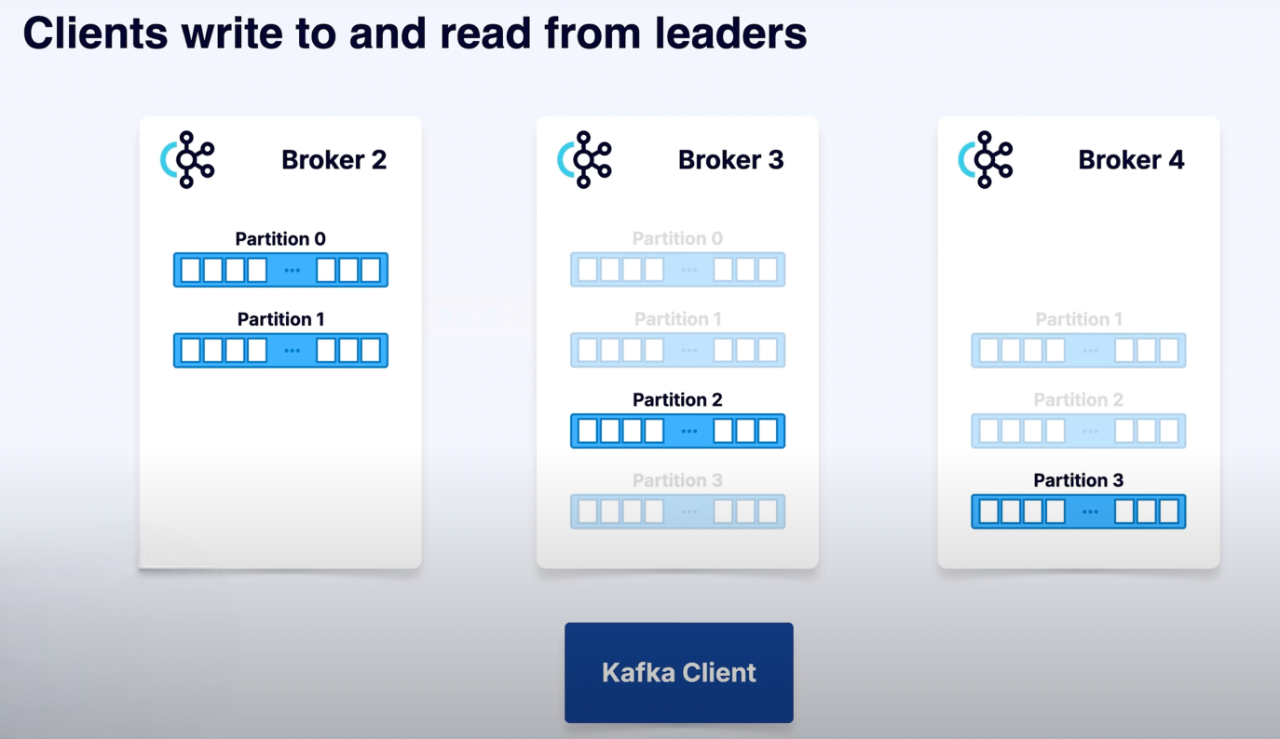 Clients write to and read from leaders
Broker 2
Partition 0
...
Partition 1
...
Broker 3
Partition 0
...
Partition 1
...
Partition 2
...
Partition 3
...
Broker 4
Partition 1
...
Partition 2
...
Partition 3
...
Kafka Client